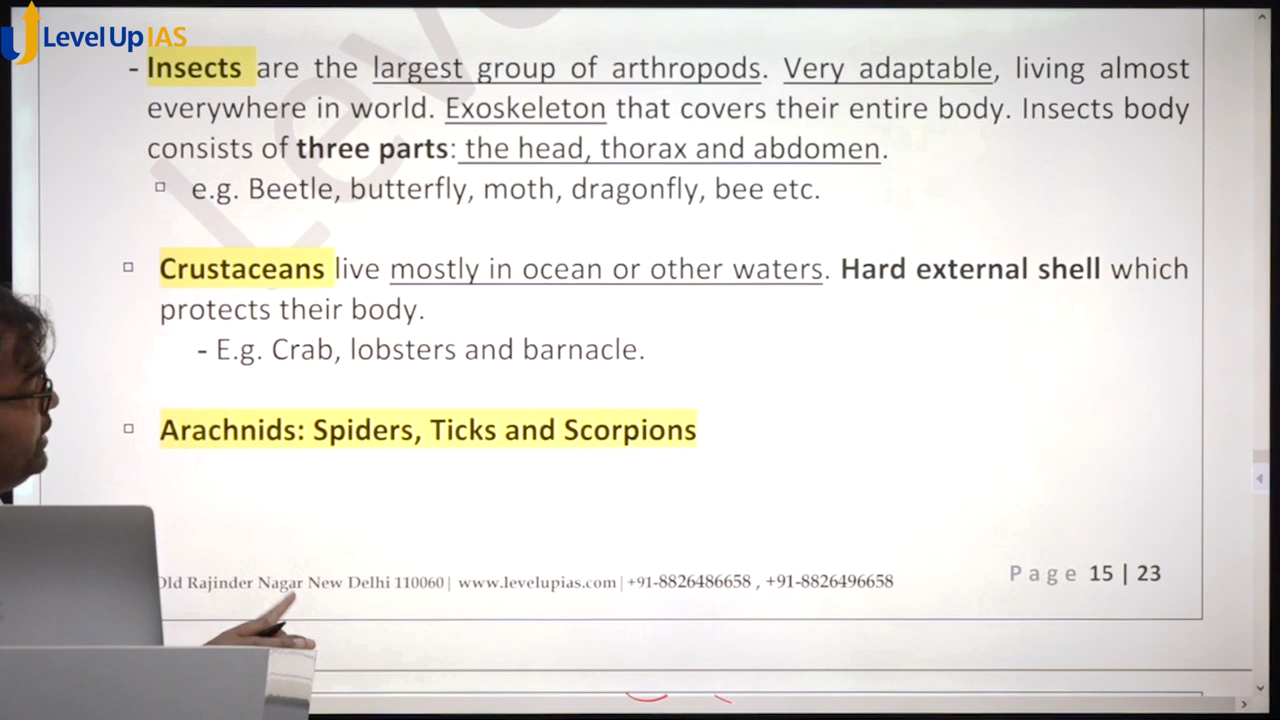 Level Up IAS
- Insects are the largest group of arthropods. Very adaptable, living almost
everywhere in world. Exoskeleton that covers their entire body. Insects body
consists of three parts: the head, thorax and abdomen.
▫ e.g. Beetle, butterfly, moth, dragonfly, bee etc.
▫ Crustaceans live mostly in ocean or other waters. Hard external shell which
protects their body.
- E.g. Crab, lobsters and barnacle.
▫ Arachnids: Spiders, Ticks and Scorpions
Old Rajinder Nagar New Delhi 110060| www.levelupias.com | +91-8826486658 , +91-8826496658
Page 15 | 23